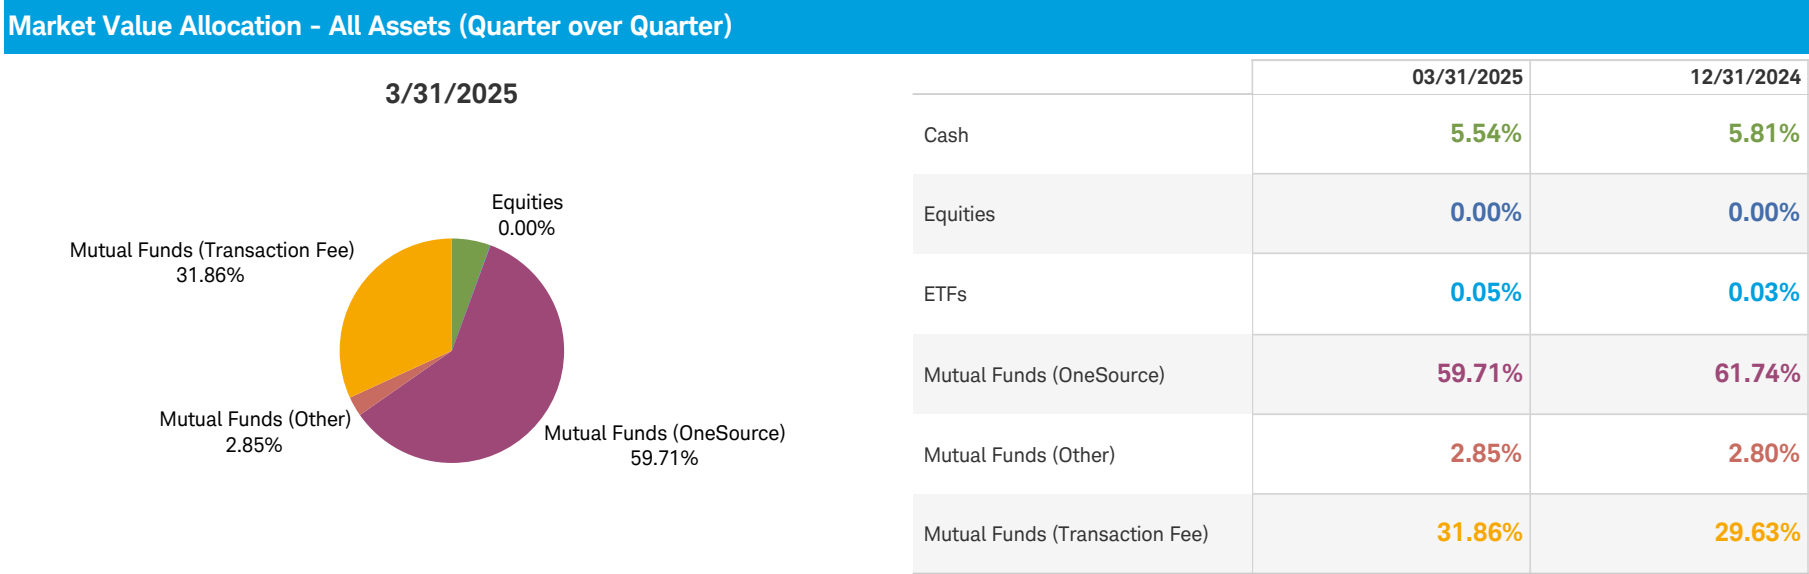 Market Value Allocation - All Assets (Quarter over Quarter)
3/31/2025
Equities
0.00%
Mutual Funds (Transaction Fee)
31.86%
Mutual Funds (Other)
2.85%
Mutual Funds (OneSource)
59.71%
03/31/2025 12/31/2024
Cash 5.54% 5.81%
Equities 0.00% 0.00%
ETFs 0.05% 0.03%
Mutual Funds (OneSource) 59.71% 61.74%
Mutual Funds (Other) 2.85% 2.80%
Mutual Funds (Transaction Fee) 31.86% 29.63%